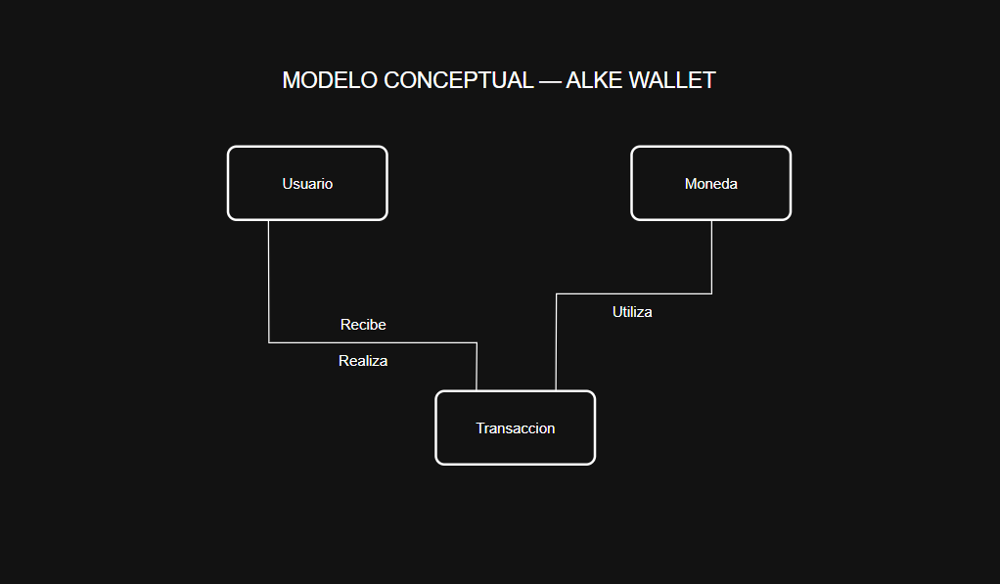 MODELO CONCEPTUAL — ALKE WALLET
Usuario
Moneda
Utiliza
Recibe
Realiza
Transaccion